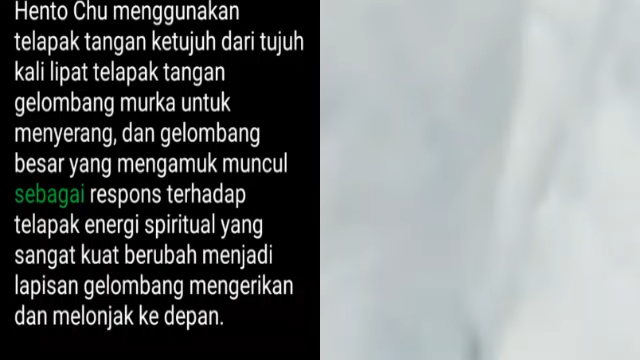 Hento Chu menggunakan
telapak tangan ketujuh dari tujuh
kali lipat telapak tangan
gelombang murka untuk
menyerang, dan gelombang
besar yang mengamuk muncul
sebagai respons terhadap
telapak energi spiritual yang
sangat kuat berubah menjadi
lapisan gelombang mengerikan
dan melonjak ke depan.